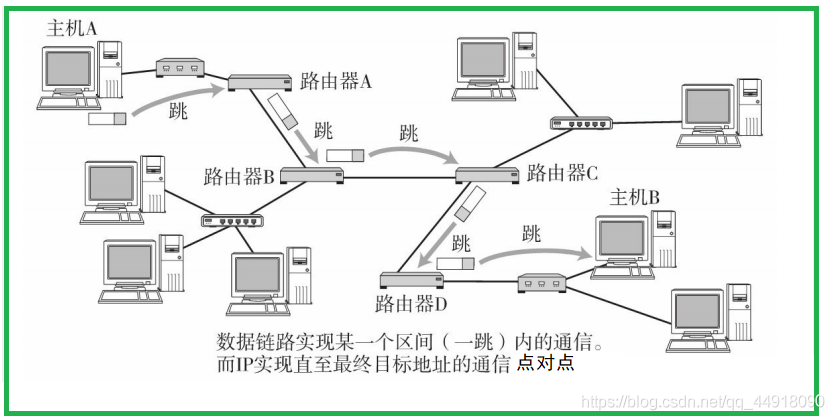 主机A
路由器A
跳
跳
跳
路由器B
路由器C
主机B
跳
跳
路由器D
数据链路实现某一个区间（一跳）内的通信。
而IP实现直至最终目标地址的通信 点对点
https://blog.csdn.net/qq_44918090